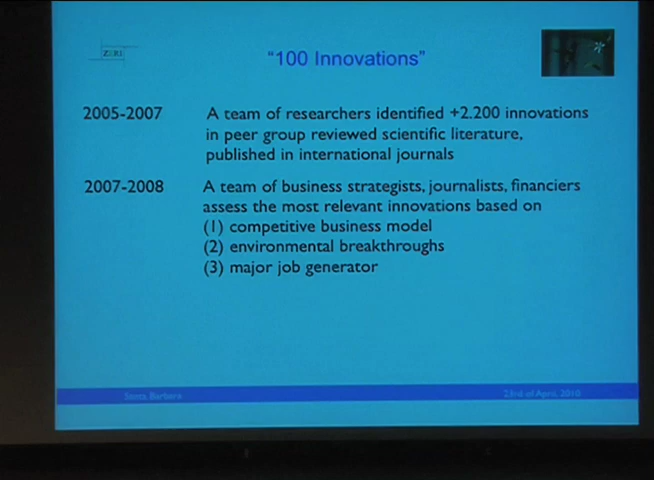 ZERI
"100 Innovations"
2005-2007 A team of researchers identified +2.200 innovations
in peer group reviewed scientific literature,
published in international journals
2007-2008 A team of business strategists, journalists, financiers
assess the most relevant innovations based on
(1) competitive business model
(2) environmental breakthroughs
(3) major job generator
Santa Barbara 23rd of April, 2010